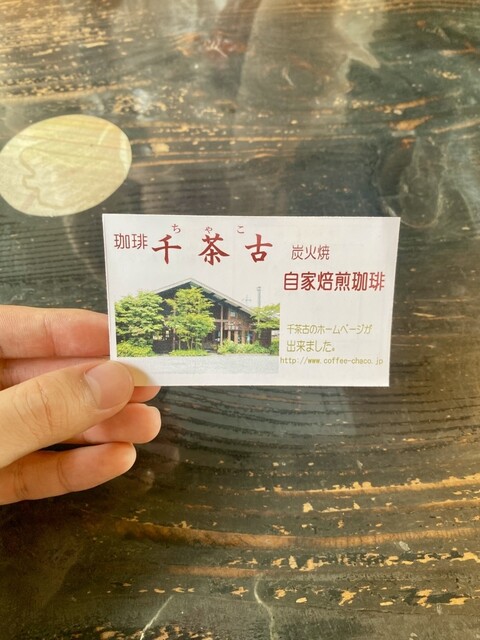 ちゃこ
珈琲 千茶古
炭火焼
自家焙煎珈琲
千茶古のホームページが
出来ました。
http://www.coffee-chaco.jp